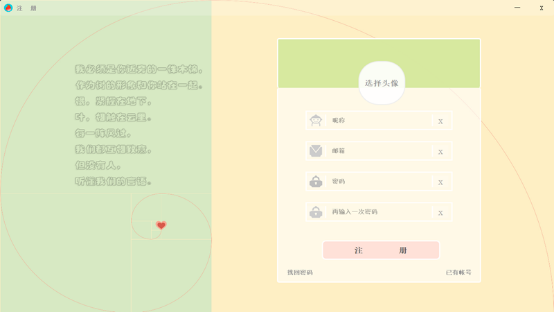 注 册
我必须是你近旁的一株木棉，
作为树的形象和你站在一起。
根，紧握在地下，
叶，相触在云里。
每一阵风过，
我们都互相致意，
但没有人，
听懂我们的言语。
选择头像
昵称 X
邮箱 X
密码 X
再输入一次密码 X
注 册
找回密码 已有帐号